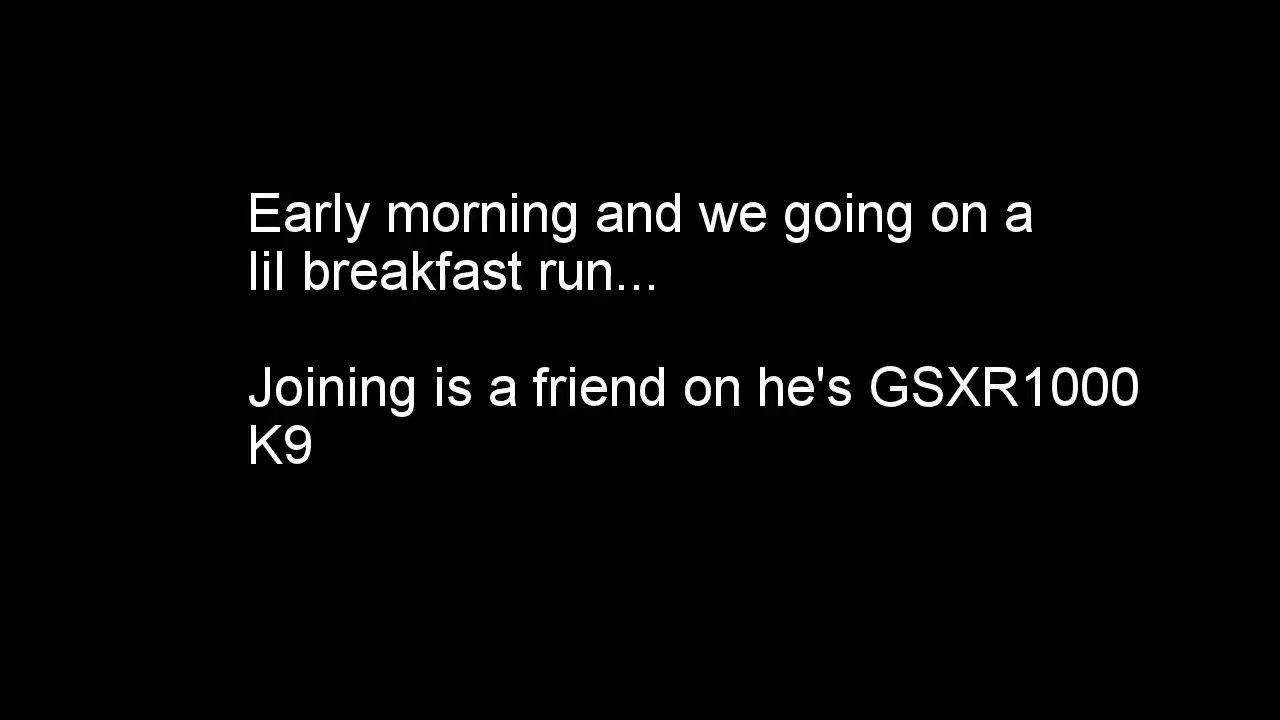 Early morning and we going on a
lil breakfast run...
Joining is a friend on he's GSXR1000
K9